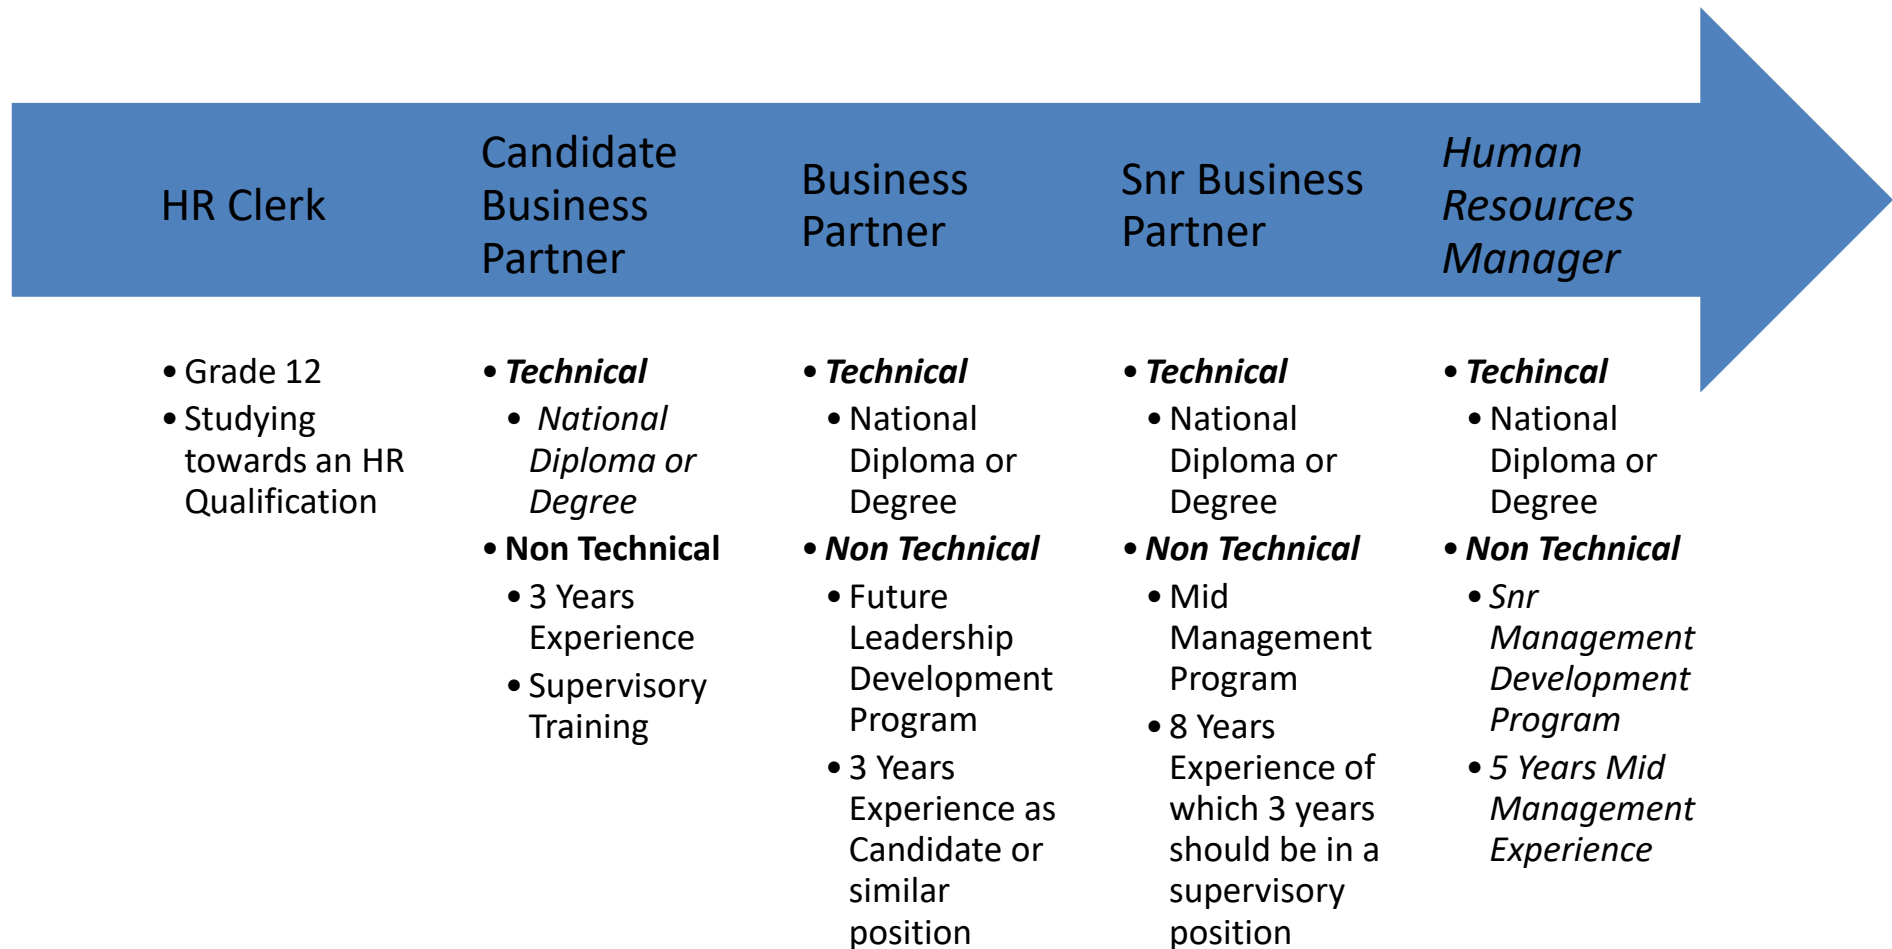 HR Clerk
Candidate
Business
Partner
Business
Partner
Snr Business
Partner
Human
Resources
Manager
• Grade 12
• Studying
towards an HR
Qualification
• Technical
• National
Diploma or
Degree
• Non Technical
• 3 Years
Experience
• Supervisory
Training
• Technical
• National
Diploma or
Degree
• Non Technical
• Future
Leadership
Development
Program
• 3 Years
Experience as
Candidate or
similar
position
• Technical
• National
Diploma or
Degree
• Non Technical
• Mid
Management
Program
• 8 Years
Experience of
which 3 years
should be in a
supervisory
position
• Techincal
• National
Diploma or
Degree
• Non Technical
• Snr
Management
Development
Program
• 5 Years Mid
Management
Experience